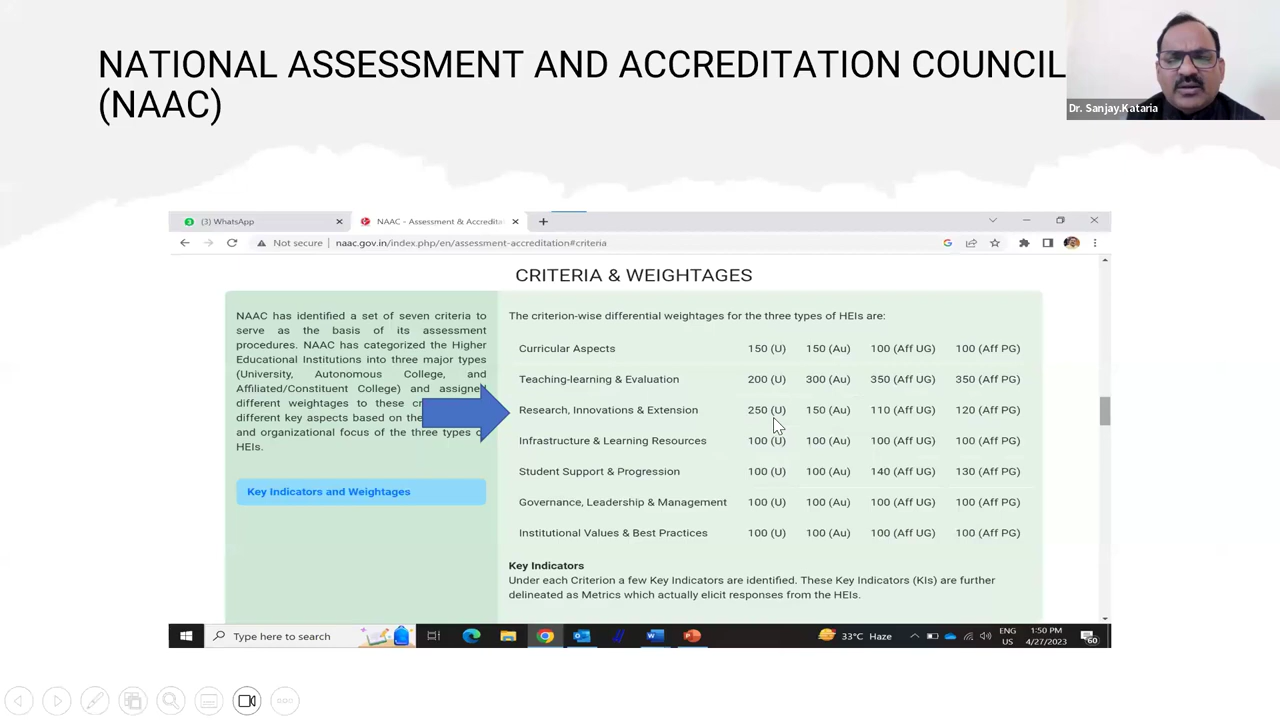 NATIONAL ASSESSMENT AND ACCREDITATION COUNCIL
(NAAC)
Dr. Sanjay.Kataria
(3) WhatsApp
NAAC - Assessment & Accredita
Not secure
naac.gov.in/index.php/en/assessment-accreditation#criteria
CRITERIA & WEIGHTAGES
NAAC has identified a set of seven criteria to
serve as the basis of its assessment
procedures. NAAC has categorized the Higher
Educational Institutions into three major types
(University, Autonomous College, and
Affiliated/Constituent College) and assigned
different weightages to these
different key aspects based on the
and organizational focus of the three types
HEIs.
Key Indicators and Weightages
The criterion-wise differential weightages for the three types of HEIs are:
Curricular Aspects 150 (U) 150 (Au) 100 (Aff UG) 100 (Aff PG)
Teaching-learning & Evaluation 200 (U) 300 (Au) 350 (Aff UG) 350 (Aff PG)
Research, Innovations & Extension 250 (U) 150 (Au) 110 (Aff UG) 120 (Aff PG)
Infrastructure & Learning Resources 100 (U) 100 (Au) 100 (Aff UG) 100 (Aff PG)
Student Support & Progression 100 (U) 100 (Au) 140 (Aff UG) 130 (Aff PG)
Governance, Leadership & Management 100 (U) 100 (Au) 100 (Aff UG) 100 (Aff PG)
Institutional Values & Best Practices 100 (U) 100 (Au) 100 (Aff UG) 100 (Aff PG)
Key Indicators
Under each Criterion a few Key Indicators are identified. These Key Indicators (KIs) are further
delineated as Metrics which actually elicit responses from the HEIs.
Type here to search
33°C Haze
ENG
US
1:50 PM
4/27/2023
60